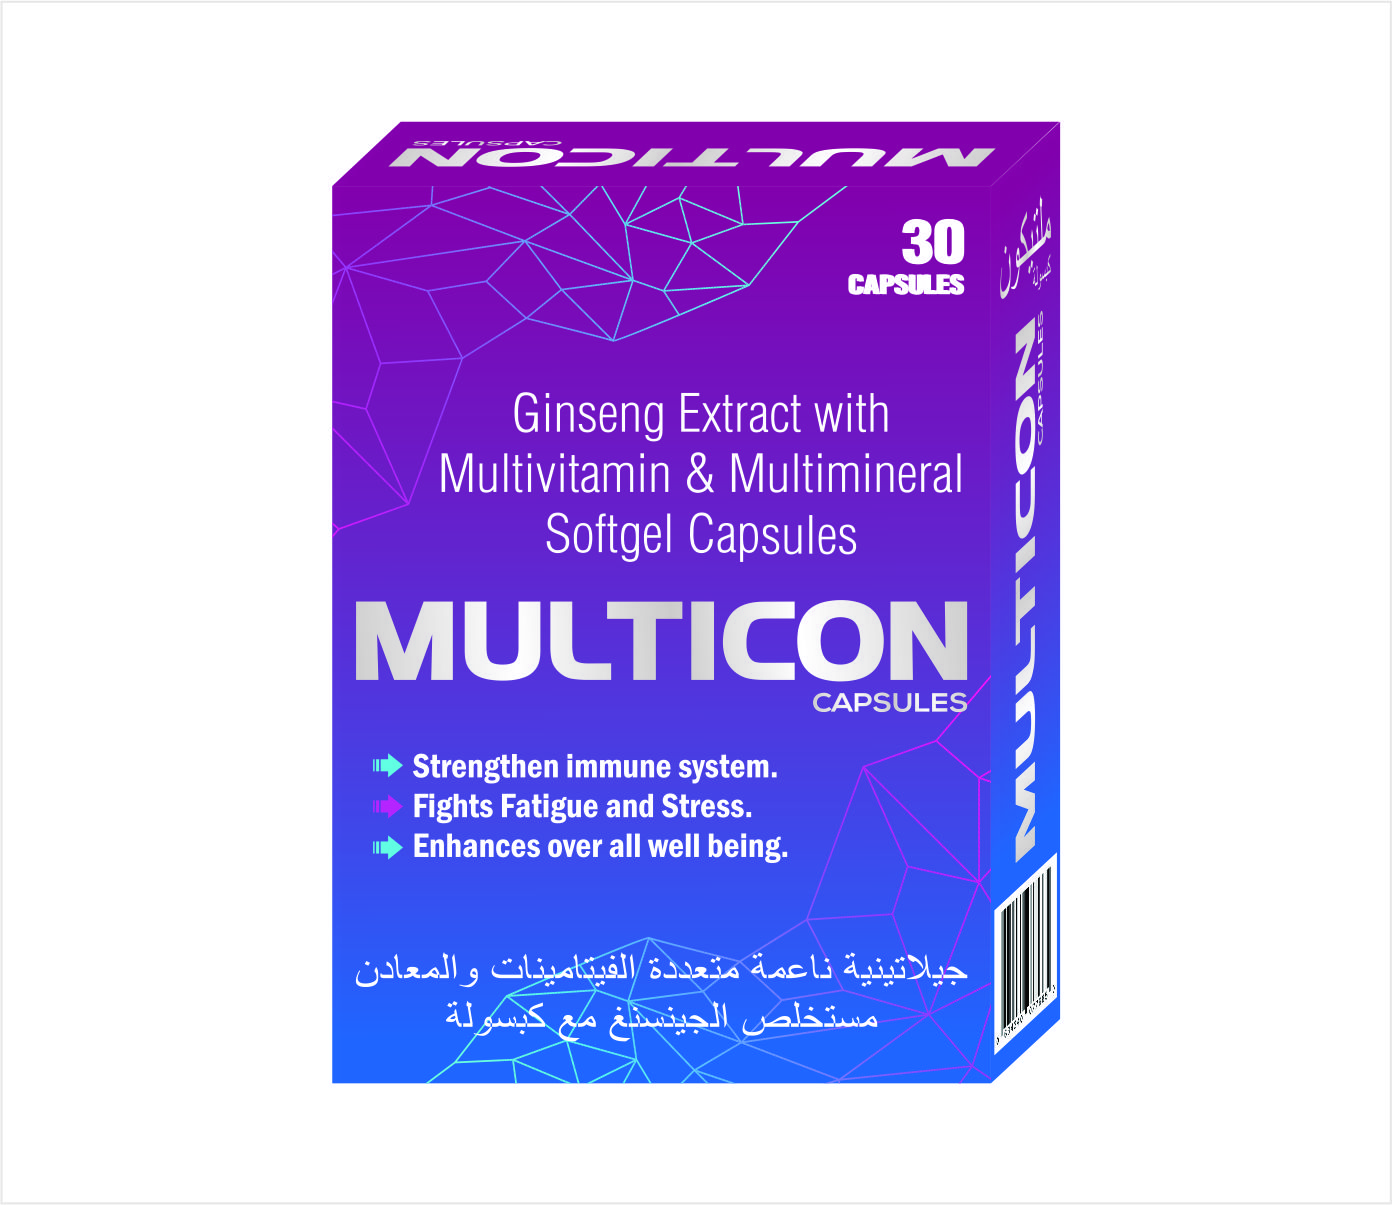 MULTICON
CAPSULES
30
CAPSULES
Ginseng Extract with
Multivitamin & Multimineral
Softgel Capsules
MULTICON
CAPSULES
Strengthen immune system.
Fights Fatigue and Stress.
Enhances over all well being.
جيلاتينية ناعمة متعددة الفيتامينات والمعادن
مستخلص الجينسنغ مع كبسولة
ملتيكون
كبسولة
MULTICON
CAPSULES